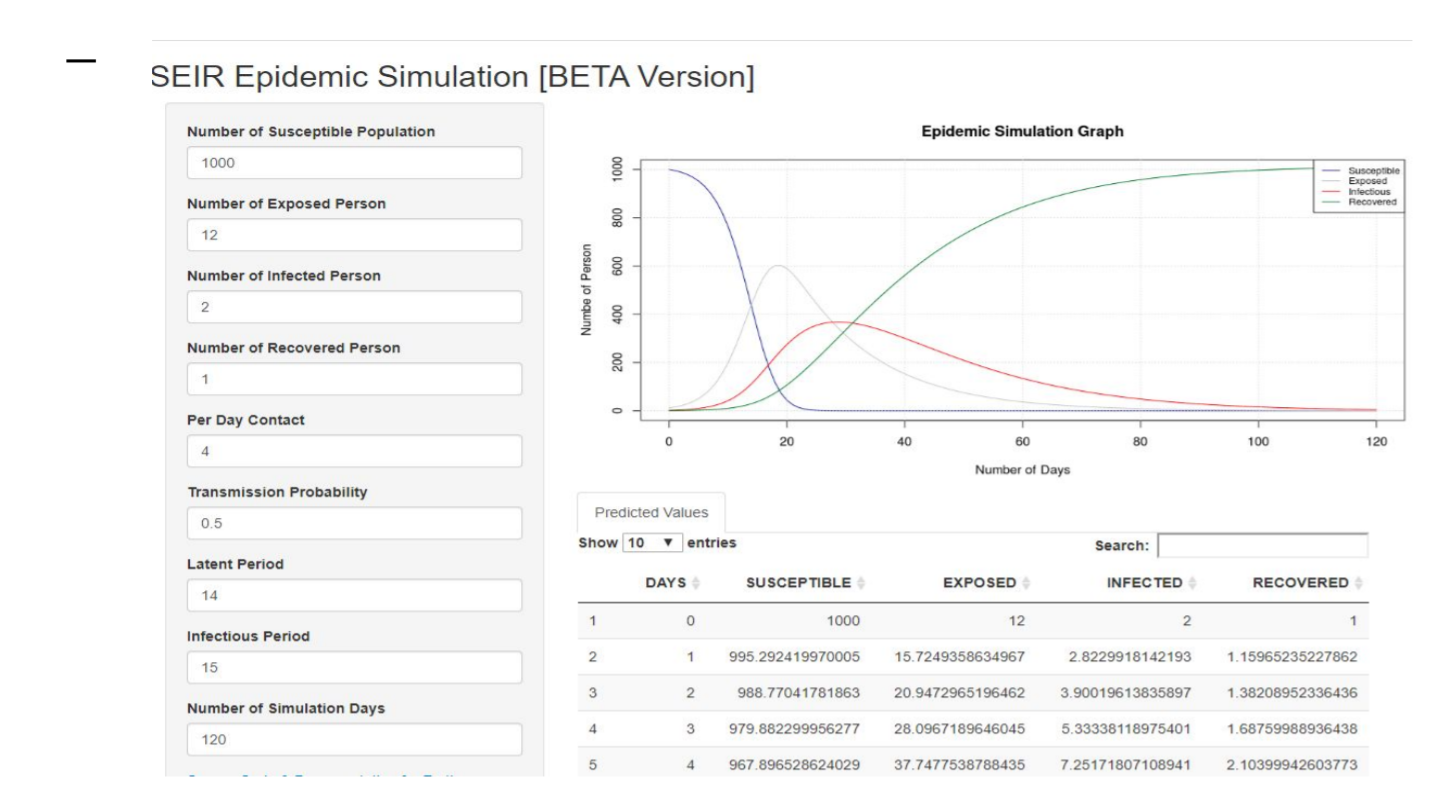 SEIR Epidemic Simulation [BETA Version]
Number of Susceptible Population
1000
Number of Exposed Person
12
Number of Infected Person
2
Number of Recovered Person
1
Per Day Contact
4
Transmission Probability
0.5
Latent Period
14
Infectious Period
15
Number of Simulation Days
120
Epidemic Simulation Graph
Numbe of Person
1000
800
600
400
200
0
Susceptible
Exposed
Infectious
Recovered
0 20 40 60 80 100 120
Number of Days
Predicted Values
Show 10 ▼ entries
Search:
DAYS SUSCEPTIBLE EXPOSED INFECTED RECOVERED
1 0 1000 12 2 1
2 1 995.292419970005 15.7249358634967 2.8229918142193 1.15965235227862
3 2 988.77041781863 20.9472965196462 3.90019613835897 1.38208952336436
4 3 979.882299956277 28.0967189646045 5.33338118975401 1.68759988936438
5 4 967.896528624029 37.7477538788435 7.25171807108941 2.10399942603773